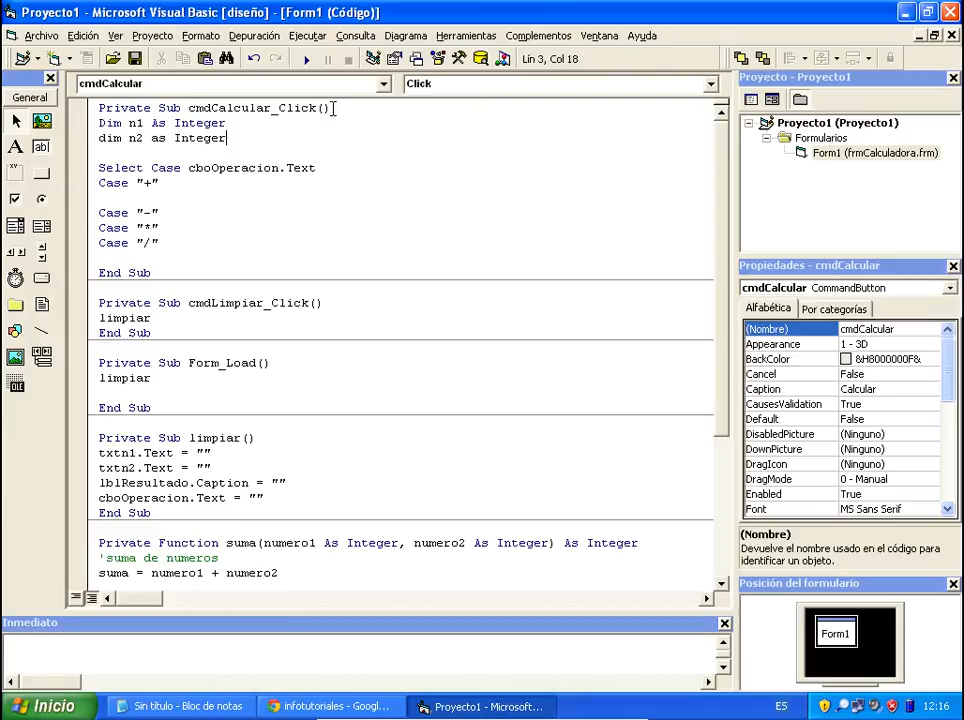 Proyecto1 - Microsoft Visual Basic [diseño] - [Form1 (Código)]
Archivo Edición Ver Proyecto Formato Depuración Ejecutar Consulta Diagrama Herramientas Complementos Ventana Ayuda
Lín 3, Col 18
General
cmdCalcular Click
Private Sub cmdCalcular_Click()
Dim n1 As Integer
dim n2 as Integer
Select Case cboOperacion.Text
Case "+"
Case "-"
Case "*"
Case "/"
End Sub
Private Sub cmdLimpiar_Click()
limpiar
End Sub
Private Sub Form_Load()
limpiar
End Sub
Private Sub limpiar()
txtn1.Text = ""
txtn2.Text = ""
lblResultado.Caption = ""
cboOperacion.Text = ""
End Sub
Private Function suma(numero1 As Integer, numero2 As Integer) As Integer
'suma de numeros
suma = numero1 + numero2
Inmediato
Proyecto - Proyecto1
Proyecto1 (Proyecto1)
Formularios
Form1 (frmCalculadora.frm)
Propiedades - cmdCalcular
cmdCalcular CommandButton
Alfabética Por categorías
(Nombre) cmdCalcular
Appearance 1 - 3D
BackColor &H8000000F&
Cancel False
Caption Calcular
CausesValidation True
Default False
DisabledPicture (Ninguno)
DownPicture (Ninguno)
DragIcon (Ninguno)
DragMode 0 - Manual
Enabled True
Font MS Sans Serif
(Nombre)
Devuelve el nombre usado en el código para
identificar un objeto.
Posición del formulario
Form1
Inicio Sin título - Bloc de notas infotutoriales - Googl... Proyecto1 - Microsoft... ES 12:16